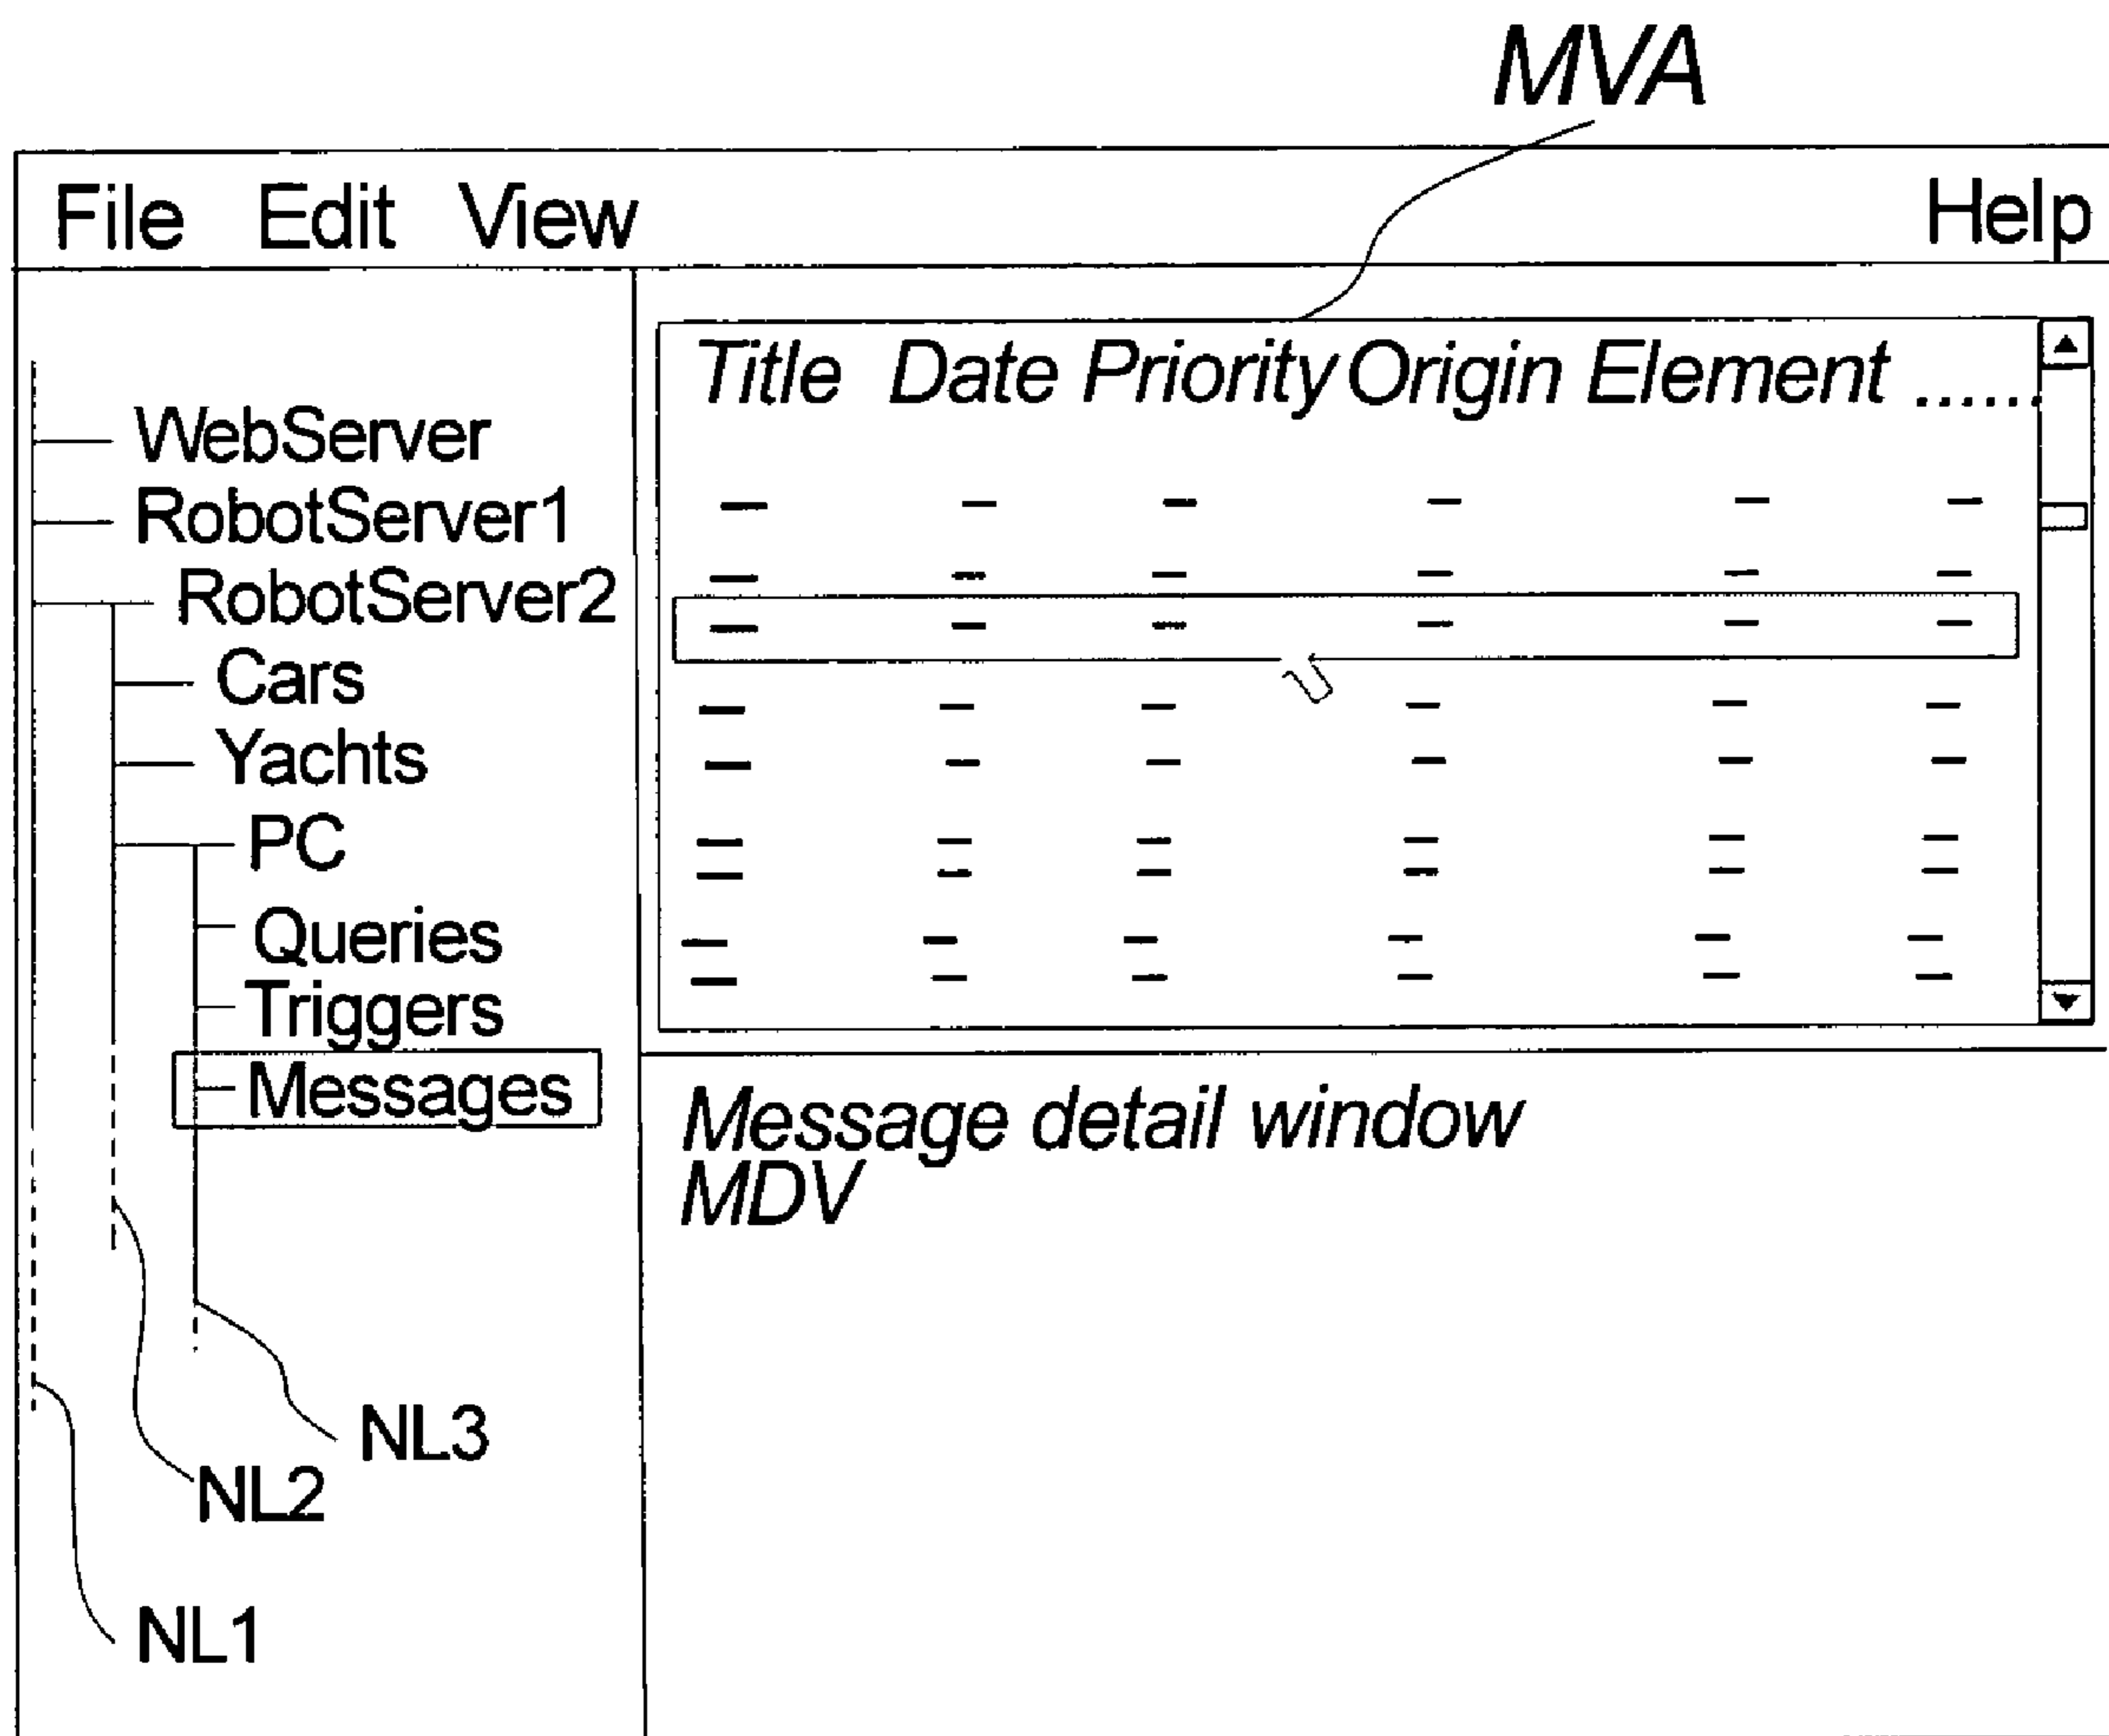 MVA
File Edit View Help
WebServer
RobotServer1
RobotServer2
Cars
Yachts
PC
Queries
Triggers
Messages
NL3
NL2
NL1
Title Date Priority Origin Element ......
Message detail window
MDV